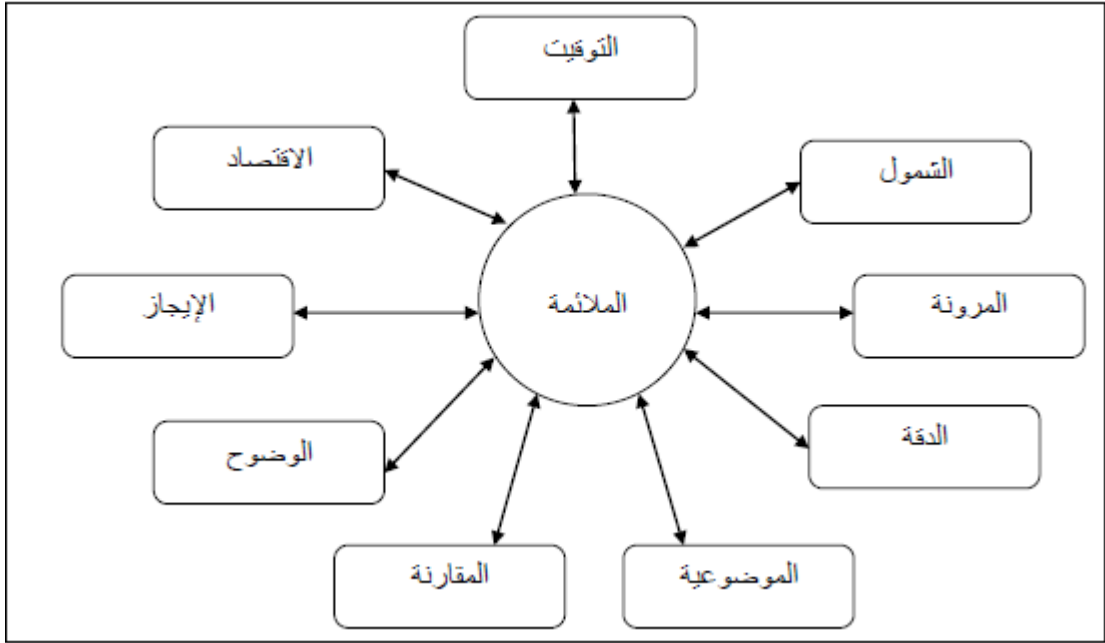 التوقيت
الشمول
الاقتصاد
المرونة
الملائمة
الإيجاز
الدقة
الوضوح
الموضوعية
المقارنة